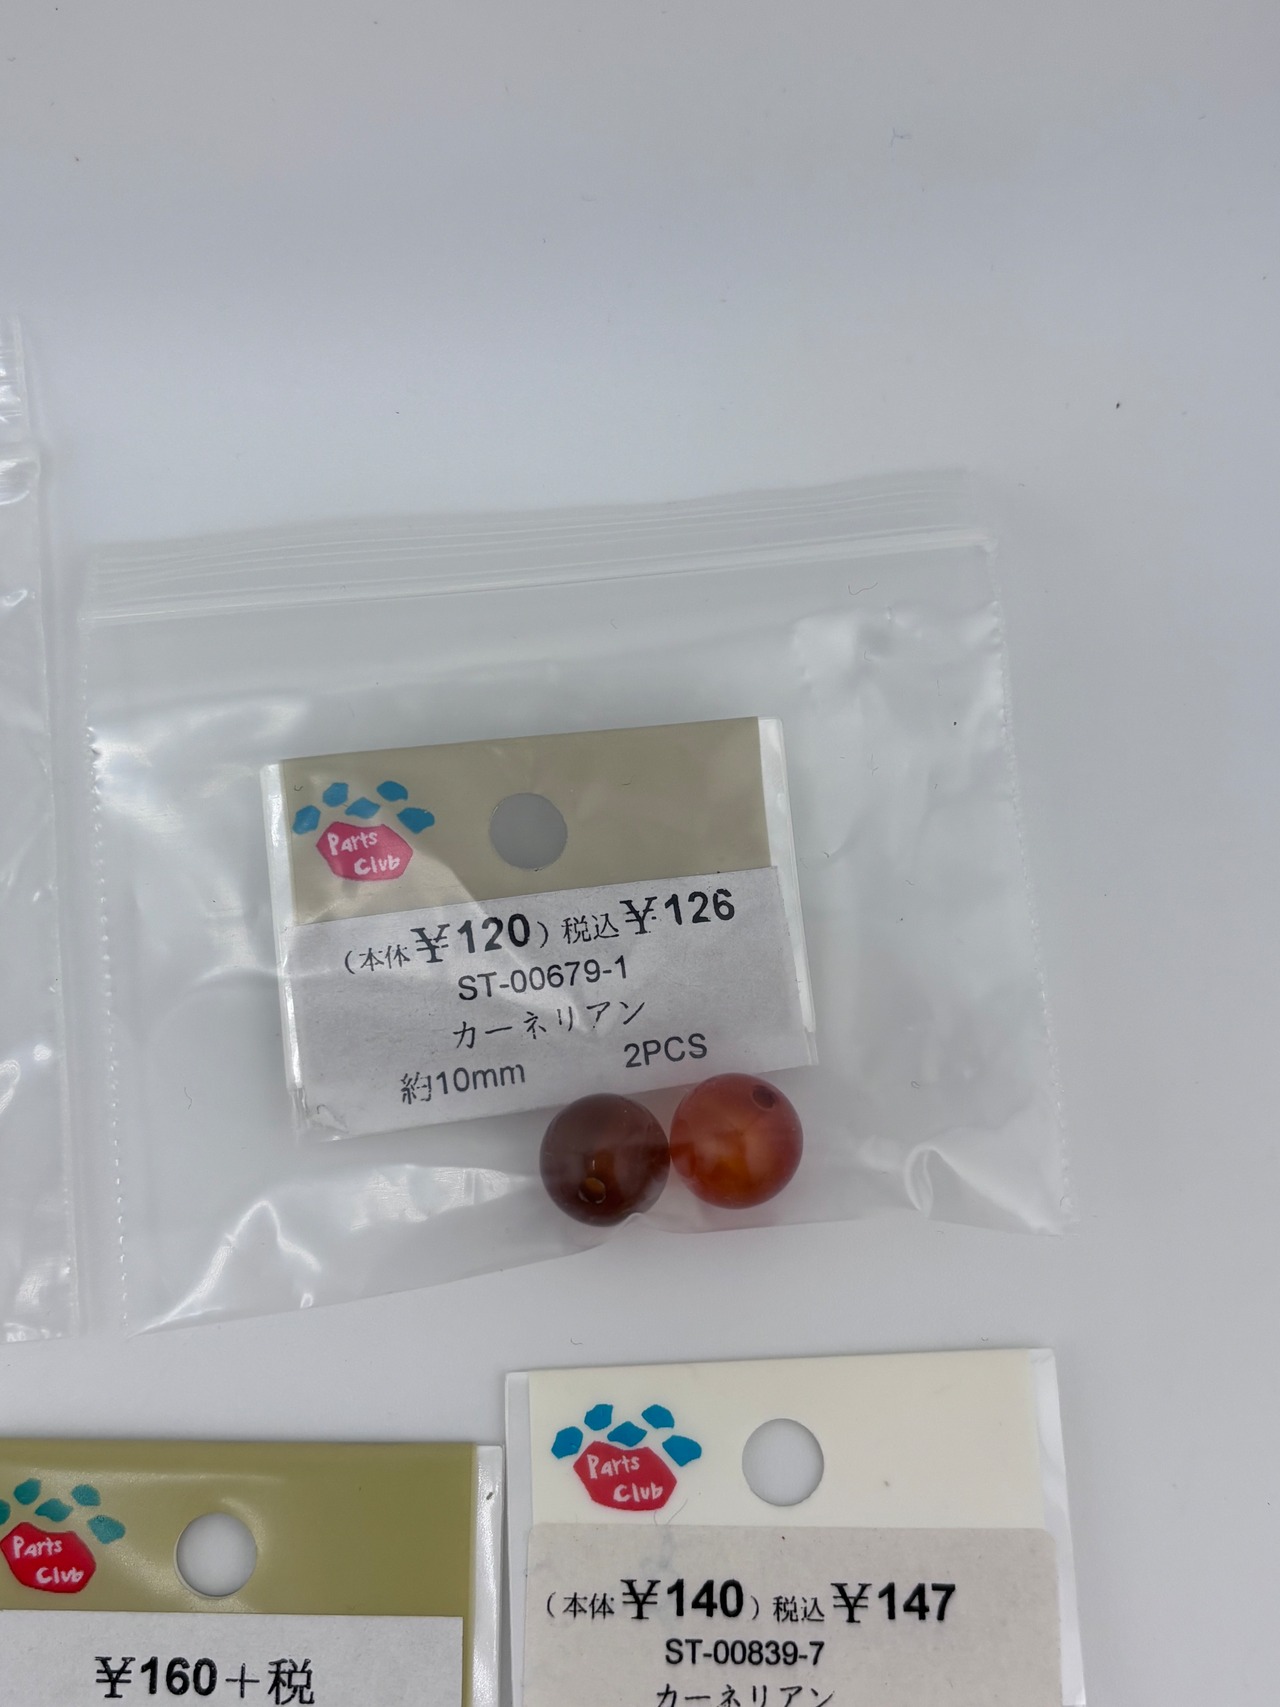 Parts
Club
(本体¥120)税込¥126
ST-00679-1
カーネリアン
約10mm 2PCS
Parts
Club
¥160+税
Parts
Club
(本体¥140)税込¥147
ST-00839-7
カーネリアン